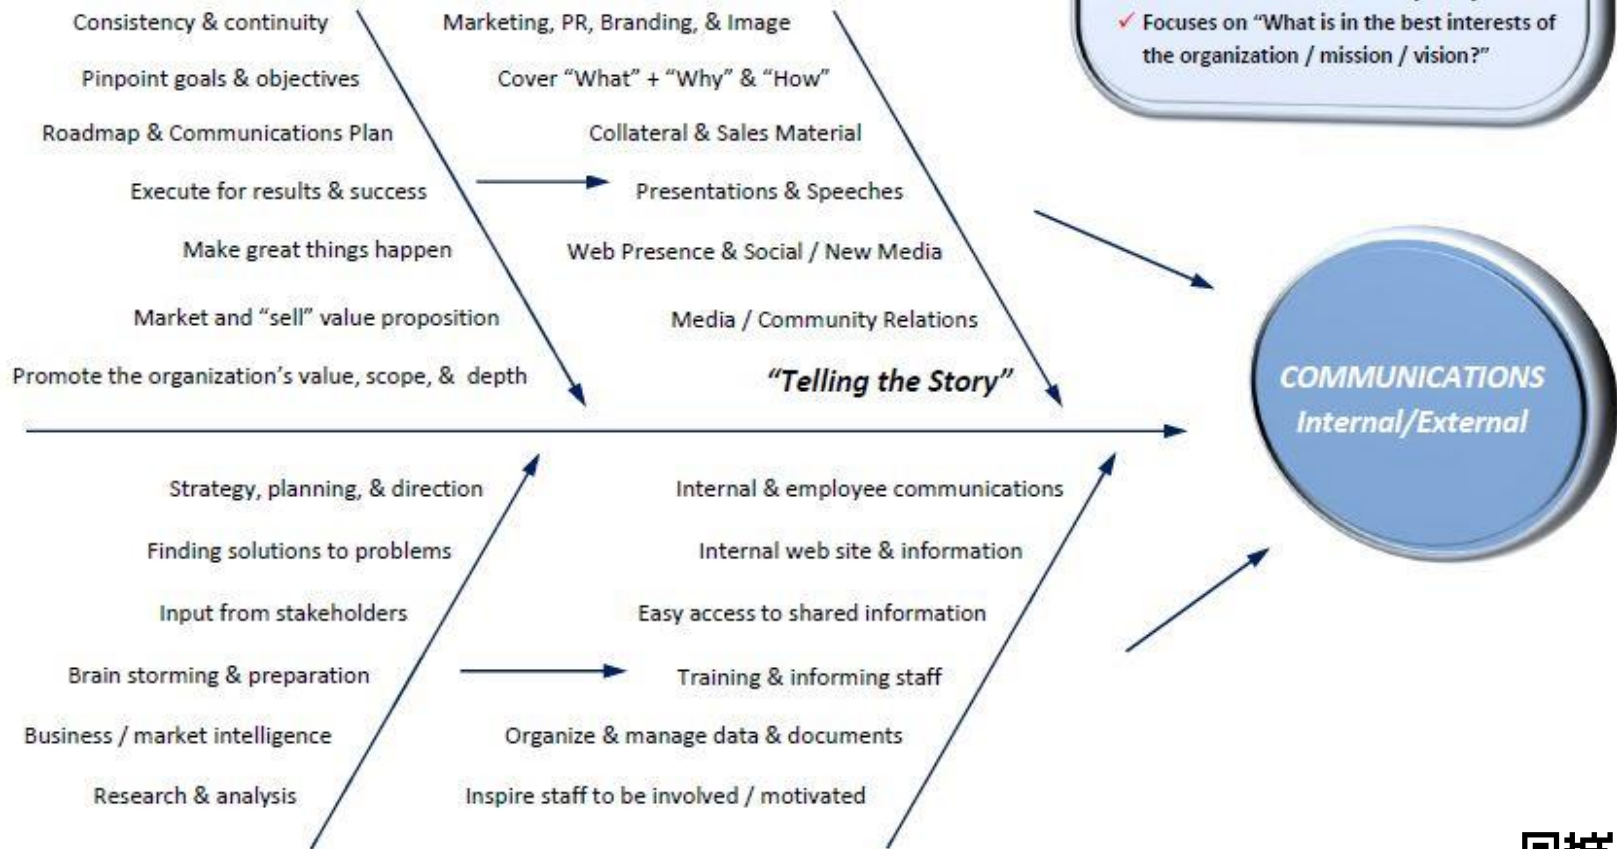 Consistency & continuity
Pinpoint goals & objectives
Roadmap & Communications Plan
Execute for results & success
Make great things happen
Market and “sell” value proposition
Promote the organization’s value, scope, & depth
Marketing, PR, Branding, & Image
Cover “What” + “Why” & “How”
Collateral & Sales Material
Presentations & Speeches
Web Presence & Social / New Media
Media / Community Relations
“Telling the Story”
Focuses on “What is in the best interests of
the organization / mission / vision?”
COMMUNICATIONS
Internal/External
Strategy, planning, & direction
Finding solutions to problems
Input from stakeholders
Brain storming & preparation
Business / market intelligence
Research & analysis
Internal & employee communications
Internal web site & information
Easy access to shared information
Training & informing staff
Organize & manage data & documents
Inspire staff to be involved / motivated